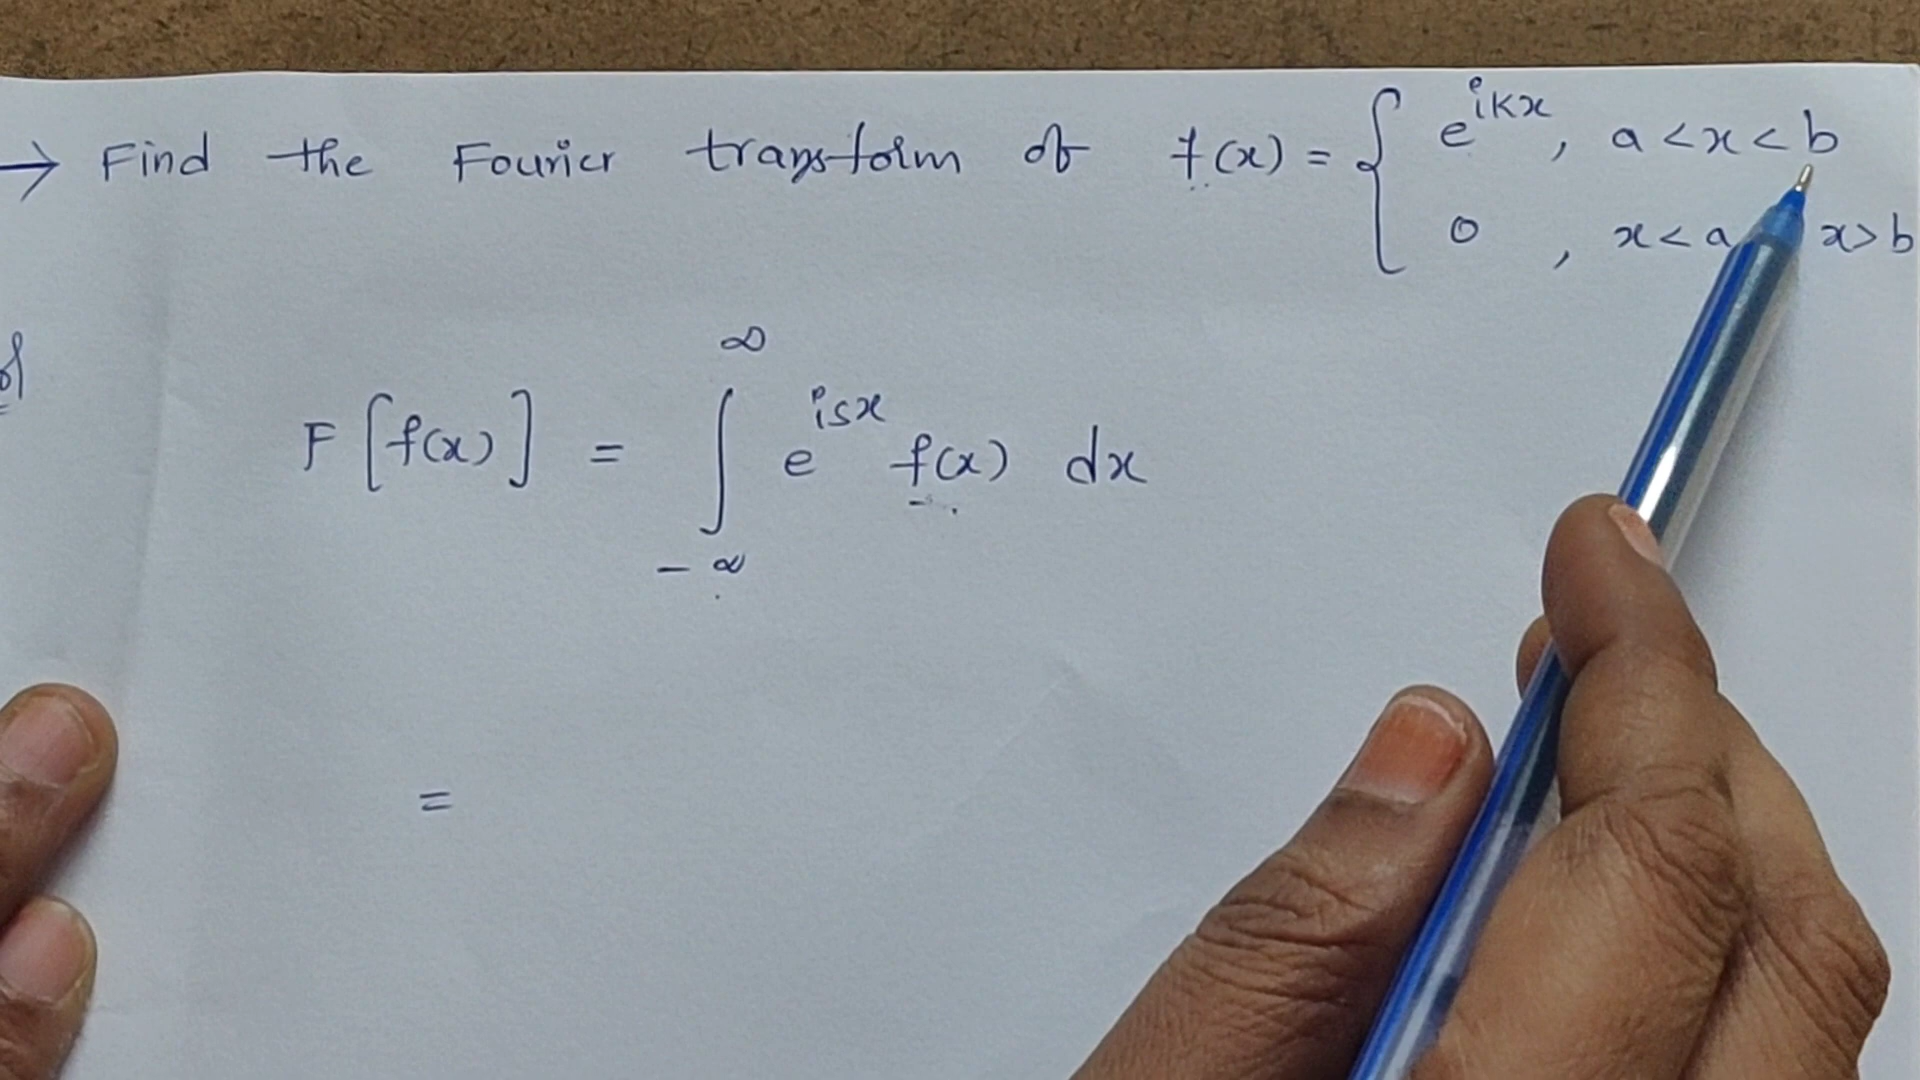 → Find the Fourier transform of f(x) = { e^{ikx} , a < x < b
0 , x < a x > b
F[f(x)] = ∫_{-∞}^{∞} e^{isx} f(x) dx
=